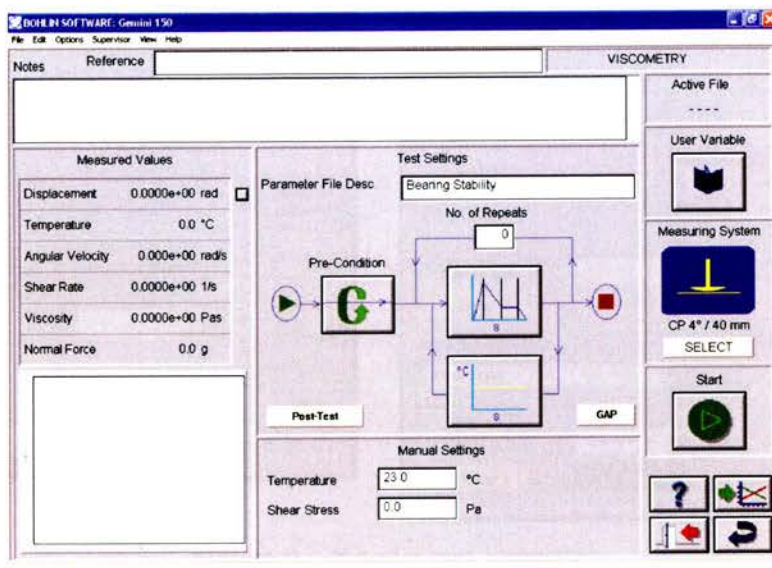 BOHLIN SOFTWARE: Gemini 150
File Edit Options Supervisor View Help
Notes Reference VISCOMETRY
Active File
----
User Variable
Measured Values
Displacement 0.0000e+00 rad
Temperature 0.0 °C
Angular Velocity 0.000e+00 rad/s
Shear Rate 0.0000e+00 1/s
Viscosity 0.0000e+00 Pas
Normal Force 0.0 g
Test Settings
Parameter File Desc. Bearing Stability
No. of Repeats
0
Pre-Condition
s
°C
s
Post-Test
GAP
Measuring System
CP 4° / 40 mm
SELECT
Start
Manual Settings
Temperature 23.0 °C
Shear Stress 0.0 Pa
?